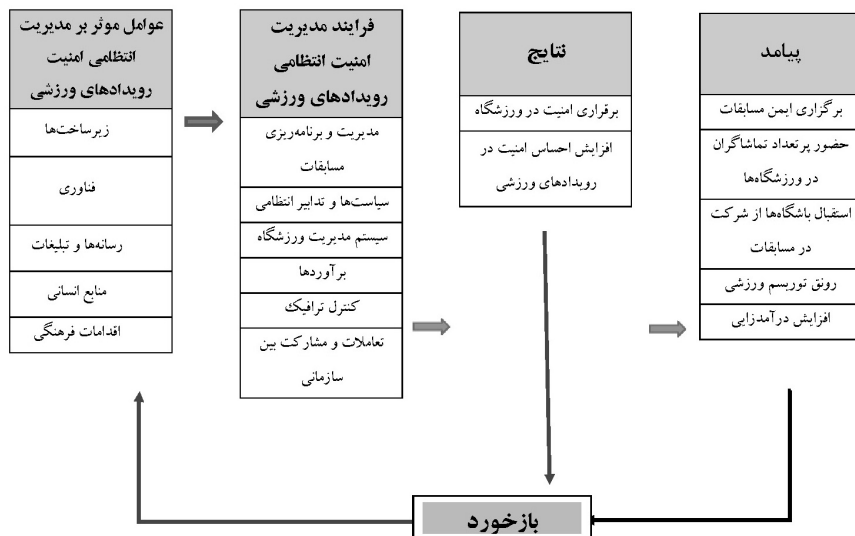 عوامل موثر بر مدیریت
انتظامی امنیت
رویدادهای ورزشی
زیرساخت‌ها
فناوری
رسانه‌ها و تبلیغات
منابع انسانی
اقدامات فرهنگی
فرایند مدیریت
امنیت انتظامی
رویدادهای ورزشی
مدیریت و برنامه‌ریزی
مسابقات
سیاست‌ها و تدابیر انتظامی
سیستم مدیریت ورزشگاه
برآوردها
کنترل ترافیک
تعاملات و مشارکت بین
سازمانی
نتایج
برقراری امنیت در ورزشگاه
افزایش احساس امنیت در
رویدادهای ورزشی
پیامد
برگزاری ایمن مسابقات
حضور پرتعداد تماشاگران
در ورزشگاه‌ها
استقبال باشگاه‌ها از شرکت
در مسابقات
رونق توریسم ورزشی
افزایش درآمدزایی
بازخورد